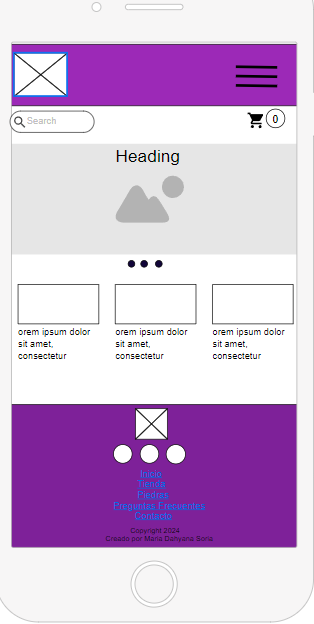 Search
0
Heading
orem ipsum dolor
sit amet,
consectetur
orem ipsum dolor
sit amet,
consectetur
orem ipsum dolor
sit amet,
consectetur
Inicio
Tienda
Piedras
Preguntas Frecuentes
Contacto
Copyright 2024
Creado por Maria Dahyana Soria